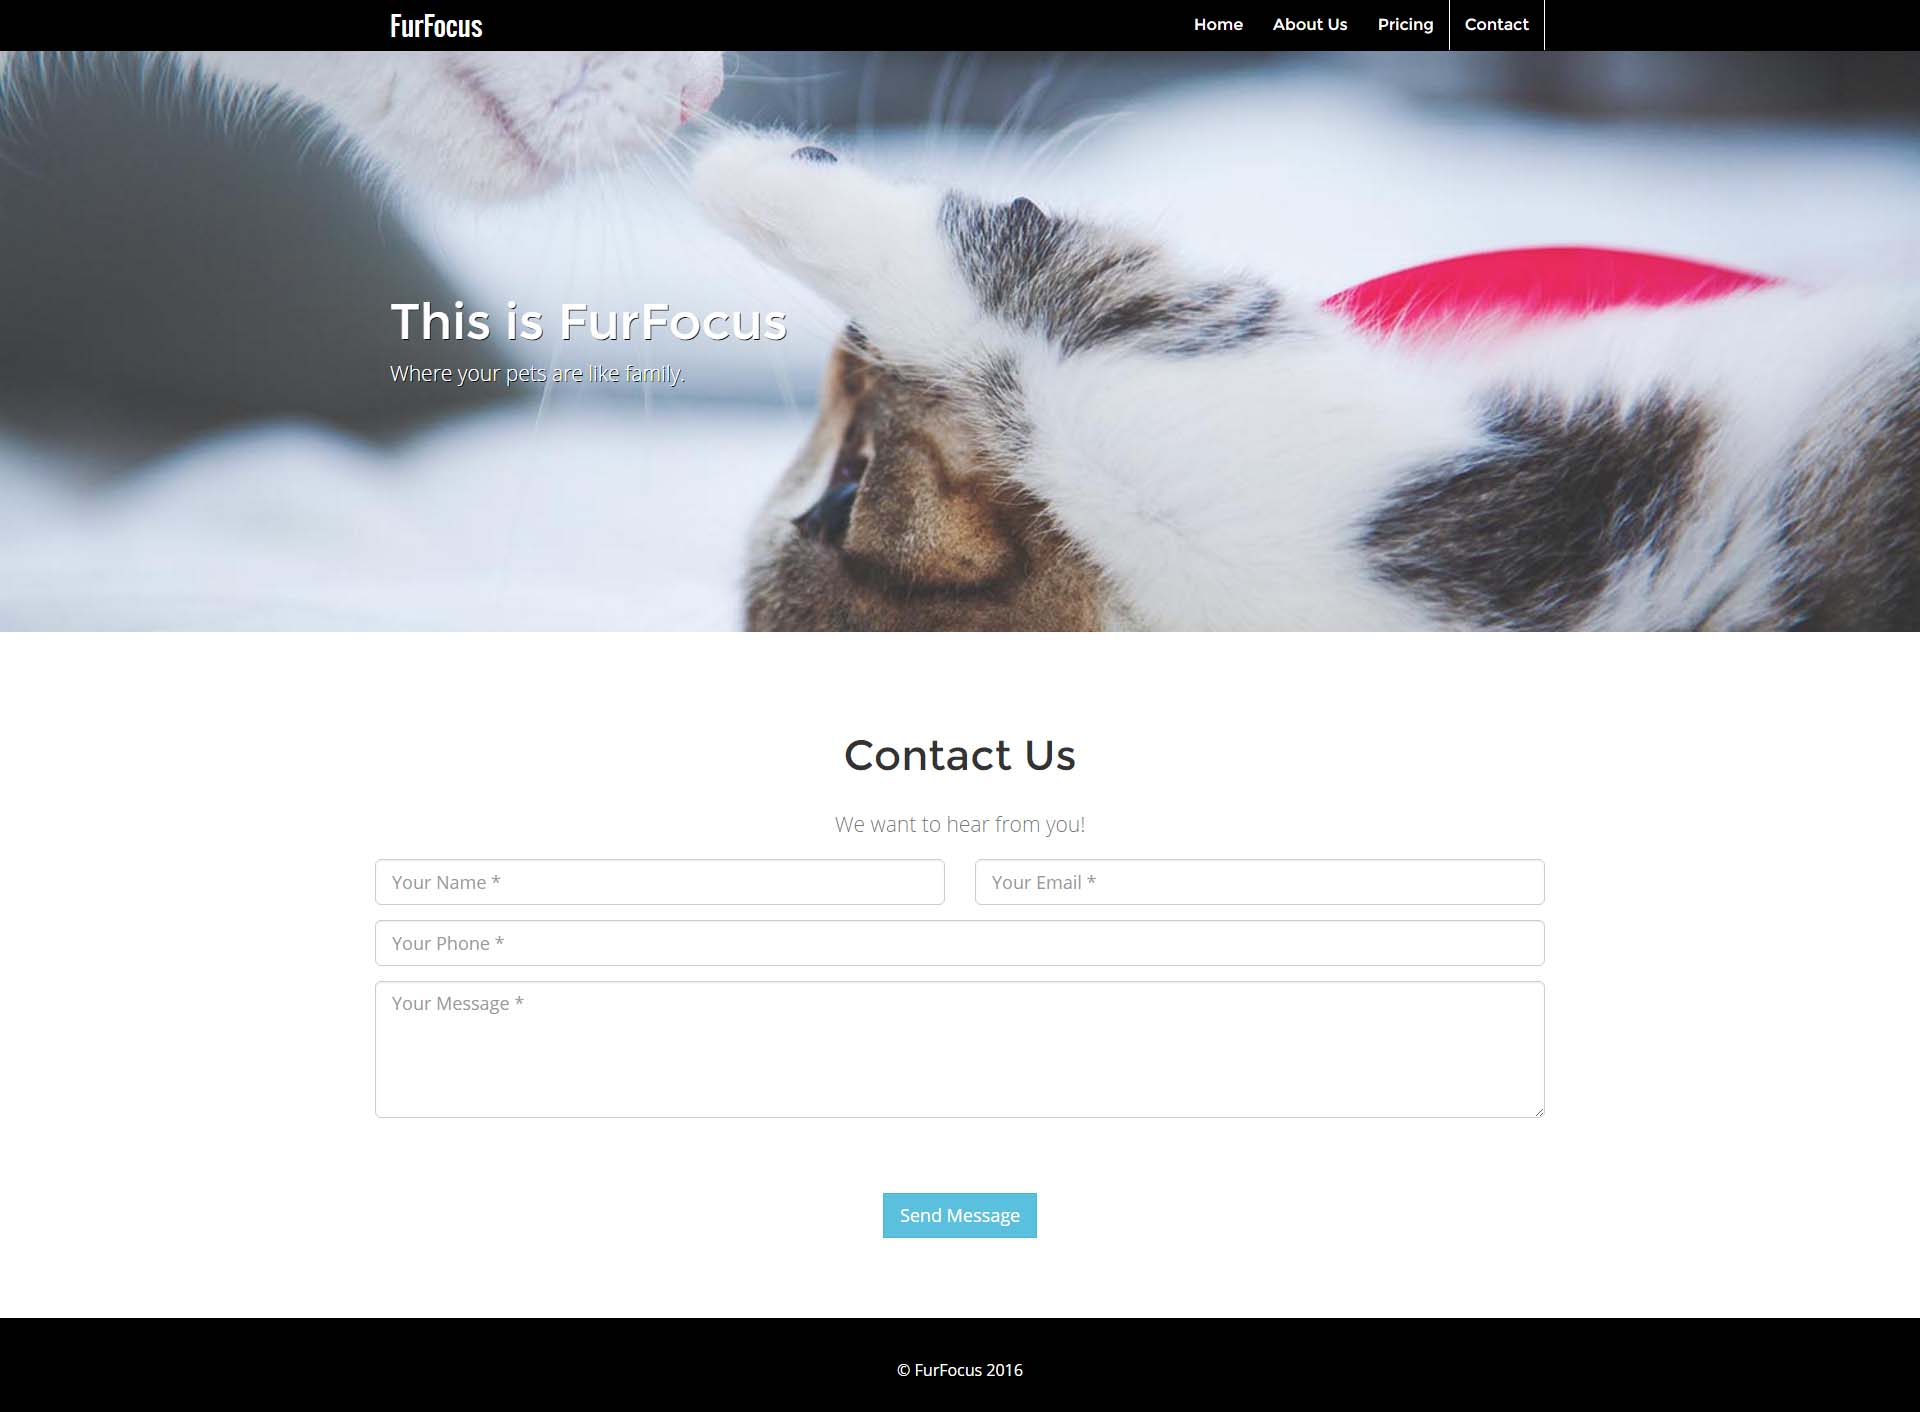 FurFocus
Home About Us Pricing Contact
This is FurFocus
Where your pets are like family.
Contact Us
We want to hear from you!
Your Name * Your Email *
Your Phone *
Your Message *
Send Message
© FurFocus 2016